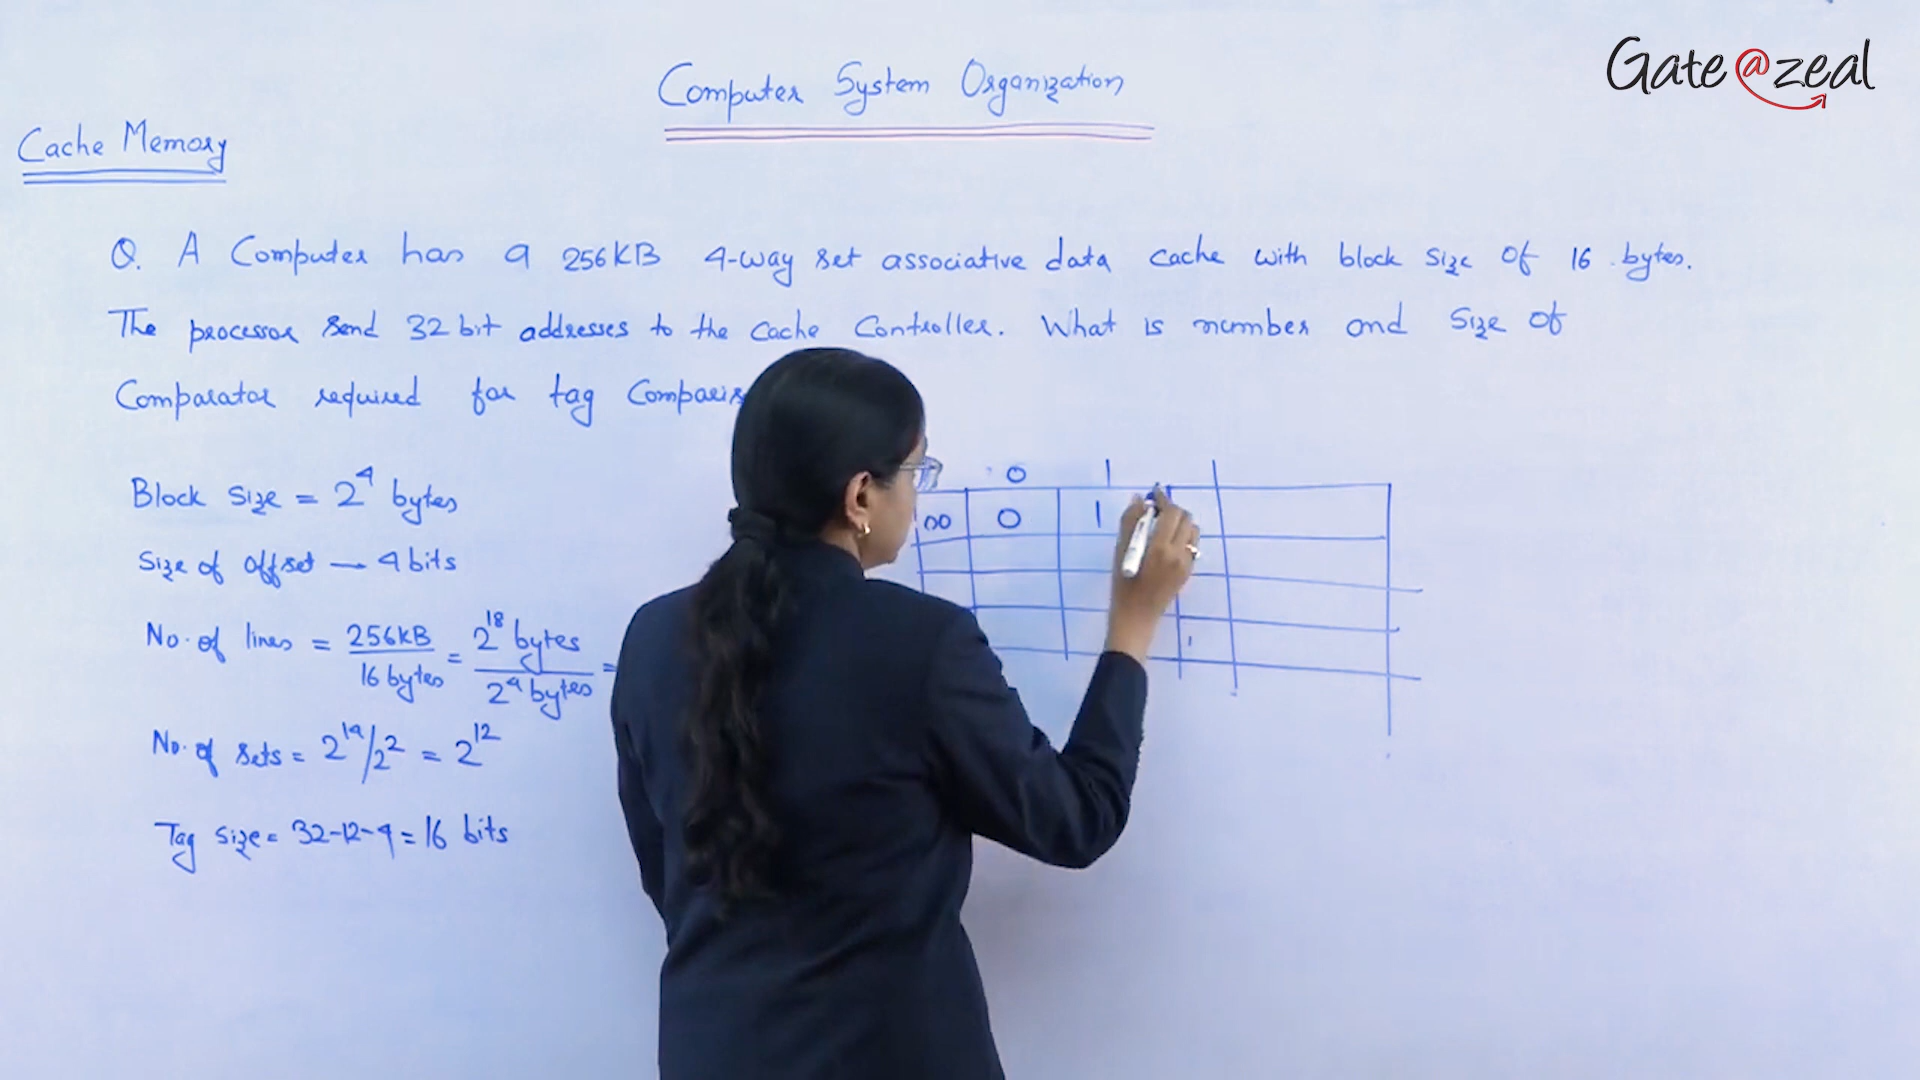 Gate@zeal
Computer System Organization
Cache Memory
Q. A Computer has a 256KB 4-way set associative data cache with block size of 16 bytes.
The processor send 32 bit addresses to the cache Controller. What is number and size of
Comparator required for tag
Block size = 2^4 bytes
Size of offset — 4 bits
No. of lines = 256KB/16 bytes = 2^18 bytes/2^4 bytes =
No. of sets = 2^14/2^2 = 2^12
Tag size = 32-12-4 = 16 bits
0 1
00 0 1